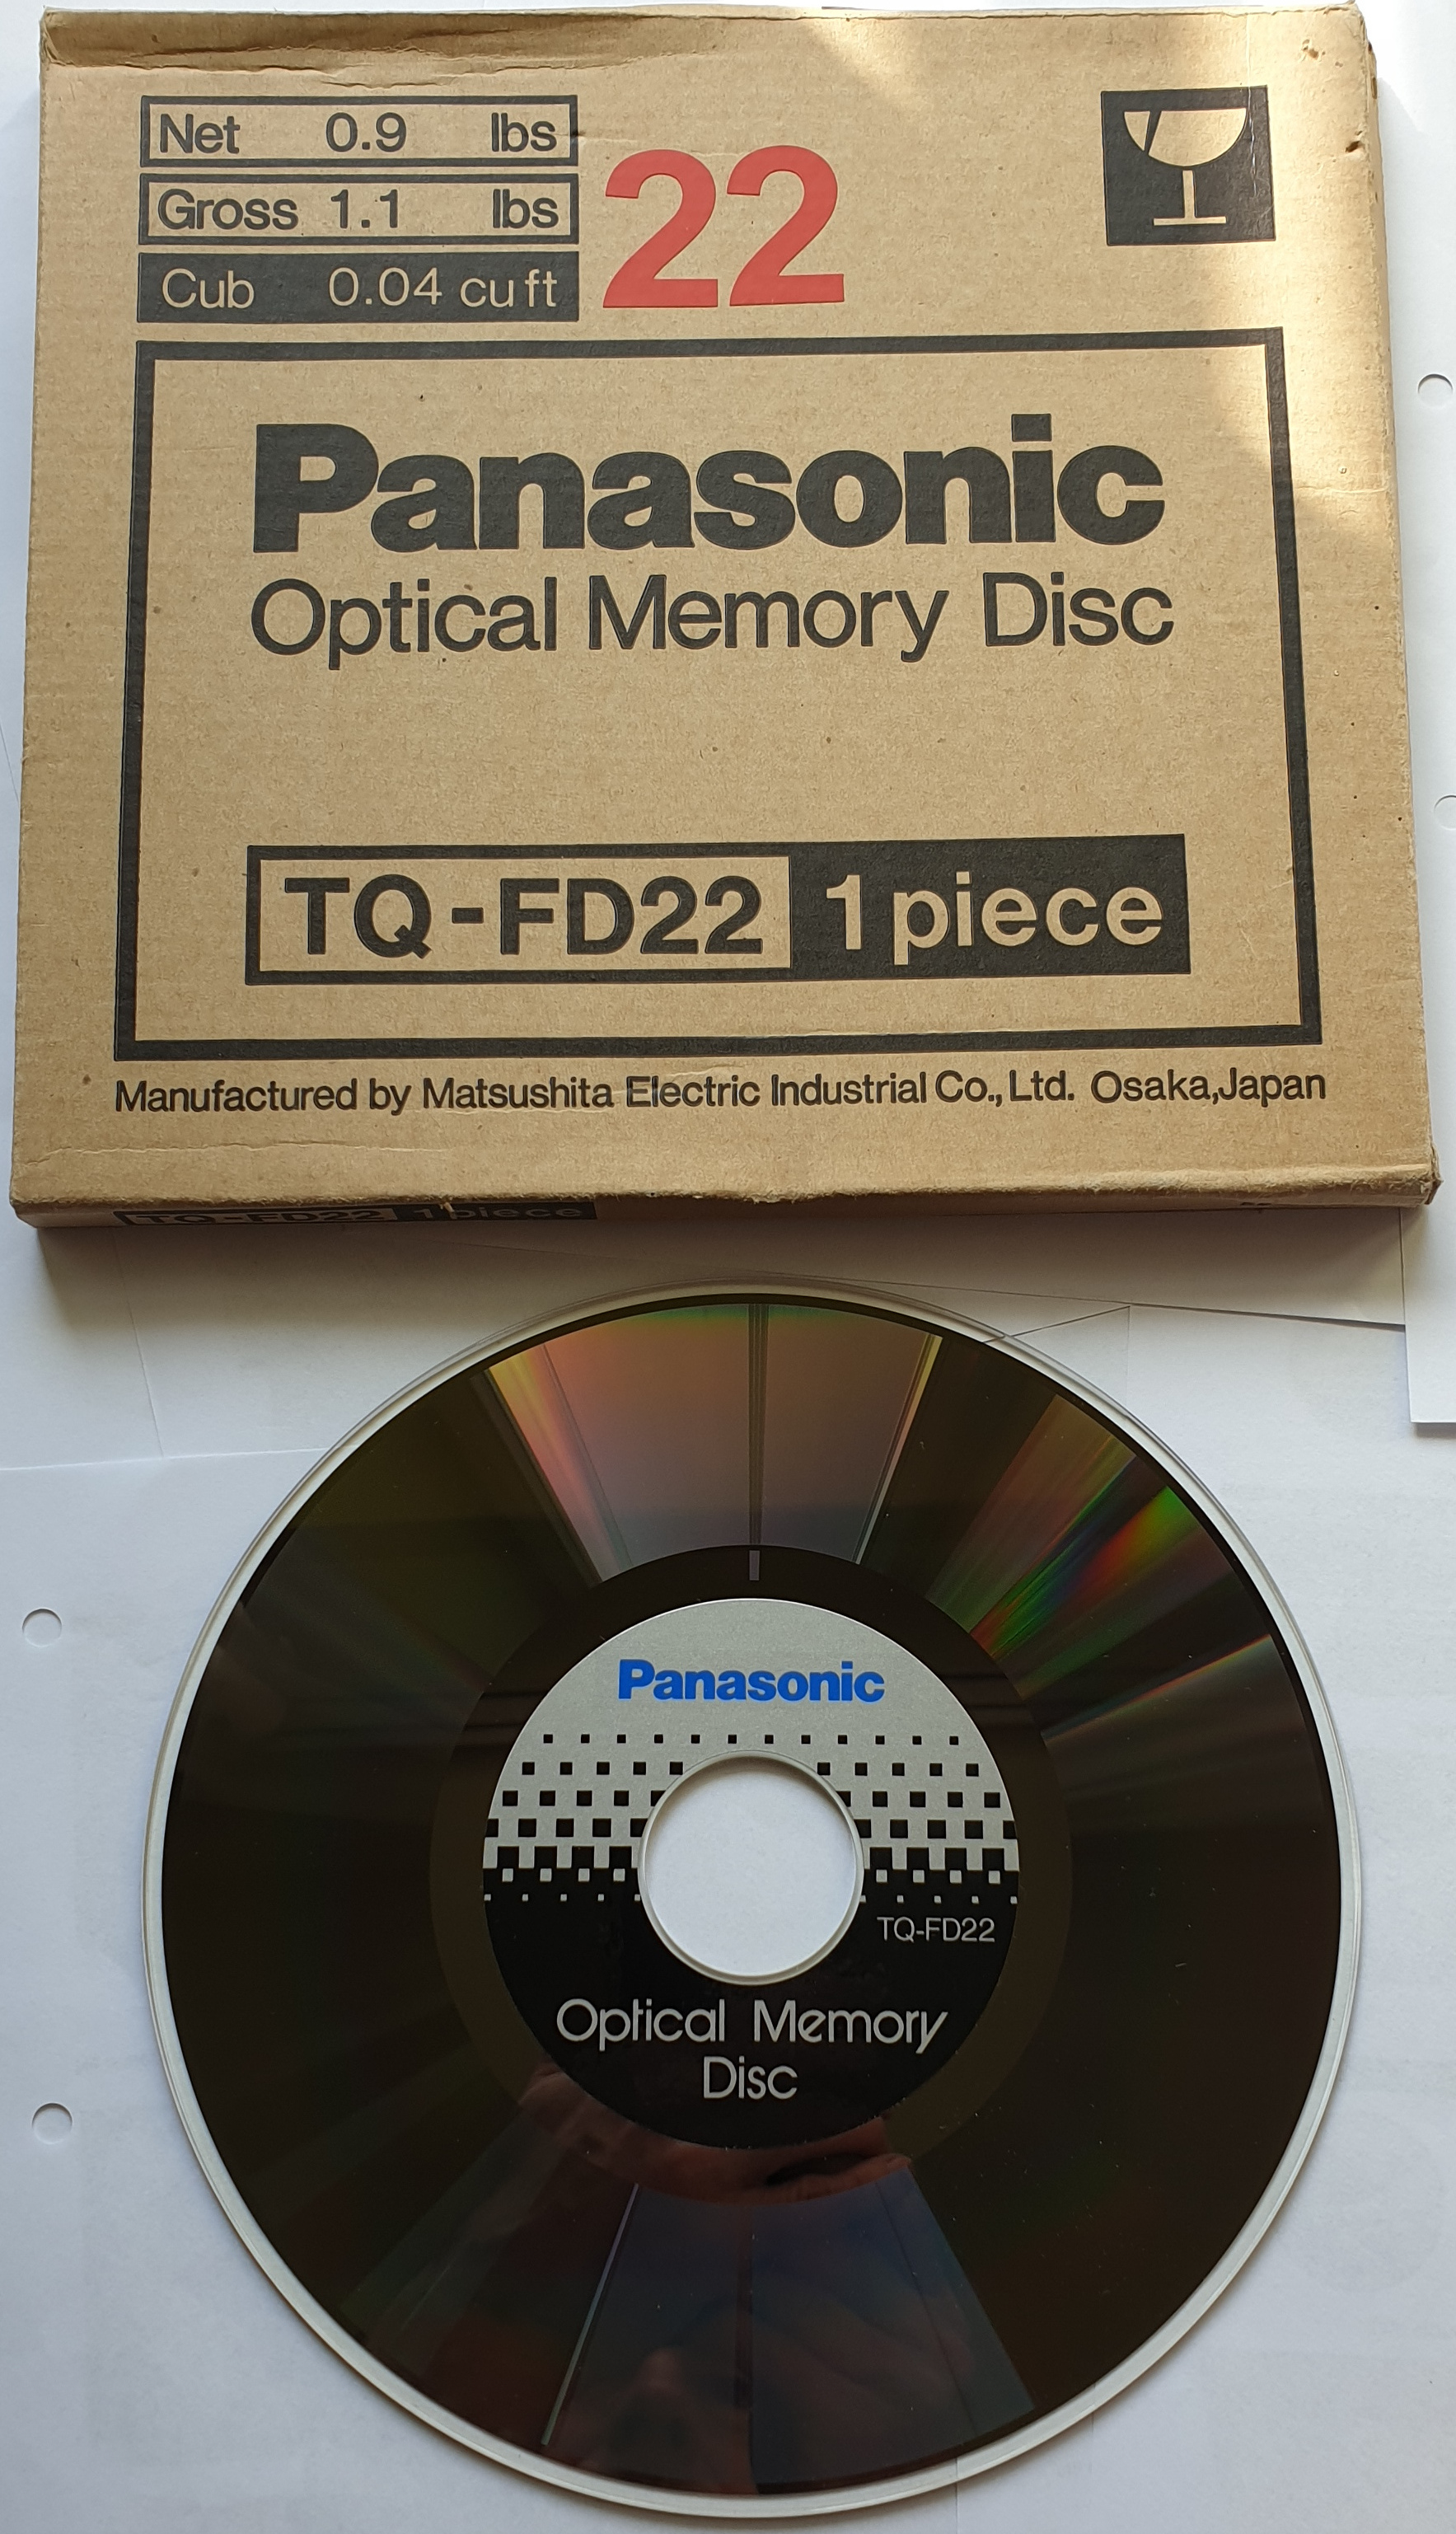 Net 0.9 lbs
Gross 1.1 lbs
Cub 0.04 cu ft
22
Panasonic
Optical Memory Disc
TQ-FD22 1 piece
Manufactured by Matsushita Electric Industrial Co., Ltd. Osaka, Japan
TQ-FD22 1 piece
Panasonic
TQ-FD22
Optical Memory
Disc